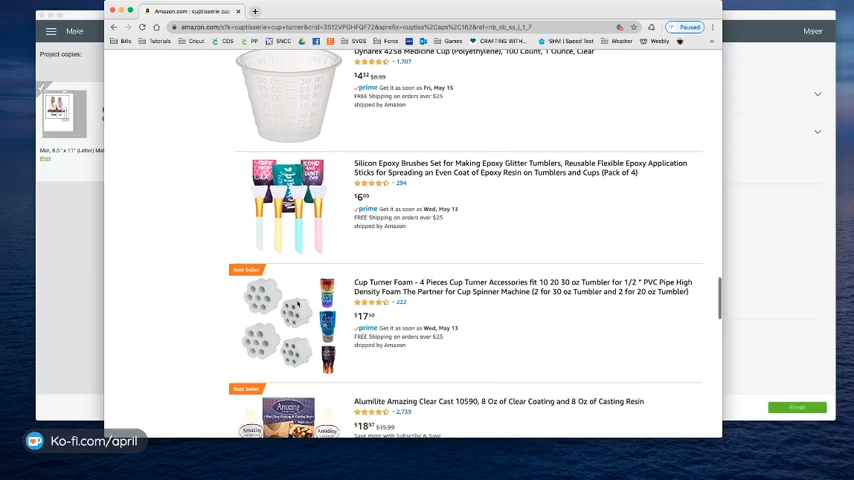 Amazon.com : cuptisserie cup
amazon.com/s?k=cuptisserie+cup+turner&crid=3S12VPGHFQF72&sprefix=cuptiss%2Caps%2C162&ref=nb_sb_ss_i_1_7
Paused
Bills Tutorials Cricut CDS PP SNCC SVGS Fonts Games CRAFTING WITH... SHM | Speed Test Weather Weebly
Make
Maker
Project copies:
Mat, 8.5" x 11" (Letter) Mat
Edit
Dynarex 4258 Medicine Cup (Polyethylene), 100 Count, 1 Ounce, Clear
1,707
$4.32 $8.99
prime Get it as soon as Fri, May 15
FREE Shipping on orders over $25
shipped by Amazon
Silicon Epoxy Brushes Set for Making Epoxy Glitter Tumblers, Reusable Flexible Epoxy Application
Sticks for Spreading an Even Coat of Epoxy Resin on Tumblers and Cups (Pack of 4)
294
$6.99
prime Get it as soon as Wed, May 13
FREE Shipping on orders over $25
shipped by Amazon
Best Seller
Cup Turner Foam - 4 Pieces Cup Turner Accessories fit 10 20 30 oz Tumbler for 1/2 " PVC Pipe High
Density Foam The Partner for Cup Spinner Machine (2 for 30 oz Tumbler and 2 for 20 oz Tumbler)
222
$17.50
prime Get it as soon as Wed, May 13
FREE Shipping on orders over $25
shipped by Amazon
Best Seller
Alumilite Amazing Clear Cast 10590, 8 Oz of Clear Coating and 8 Oz of Casting Resin
2,739
$18.97 $19.99
Save more with Subscribe & Save
Amazing
Finish
Ko-fi.com/april